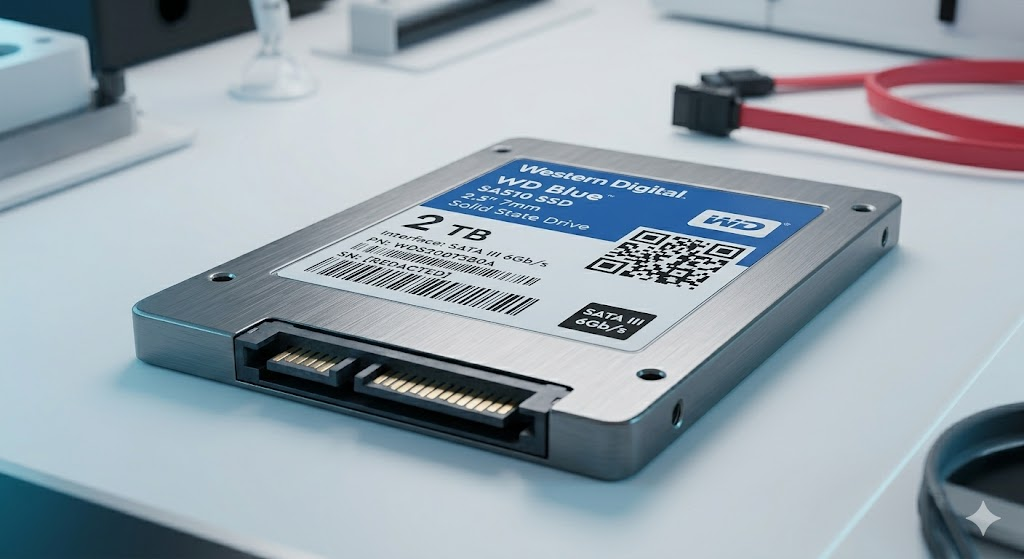 Western Digital.
WD Blue™
SA510 SSD
2.5" 7mm
Solid State Drive
WD®
2 TB
Interface: SATA III 6Gb/s
PN: WDS200T3B0A
SN: [REDACTED]
SATA III
6Gb/s